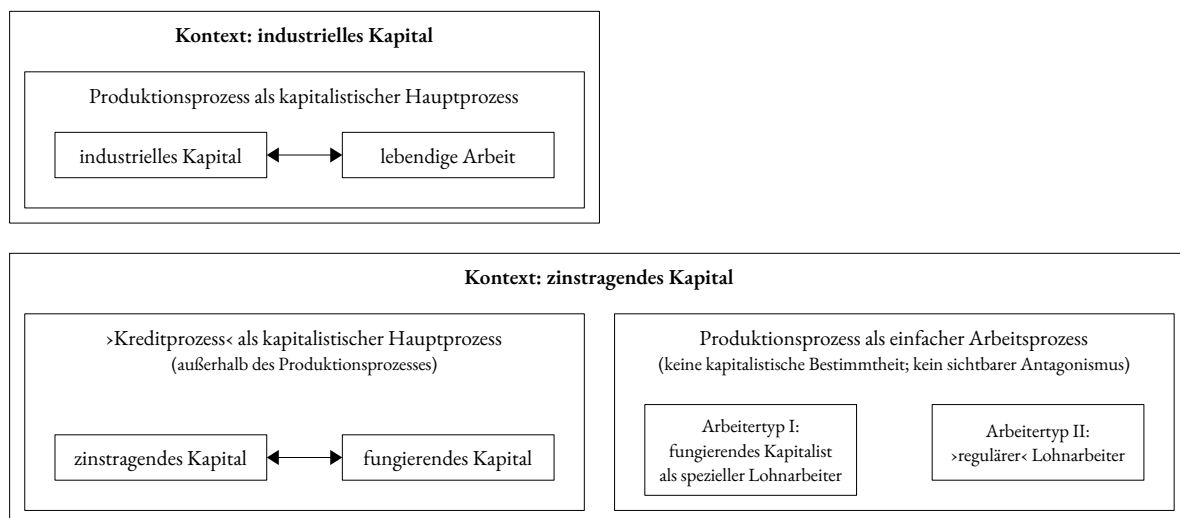 Kontext: industrielles Kapital
Produktionsprozess als kapitalistischer Hauptprozess
industrielles Kapital
lebendige Arbeit
Kontext: zinstragendes Kapital
›Kreditprozess‹ als kapitalistischer Hauptprozess
(außerhalb des Produktionsprozesses)
zinstragendes Kapital
fungierendes Kapital
Produktionsprozess als einfacher Arbeitsprozess
(keine kapitalistische Bestimmtheit; kein sichtbarer Antagonismus)
Arbeitertyp I:
fungierendes Kapitalist
als spezieller Lohnarbeiter
Arbeitertyp II:
›regulärer‹ Lohnarbeiter